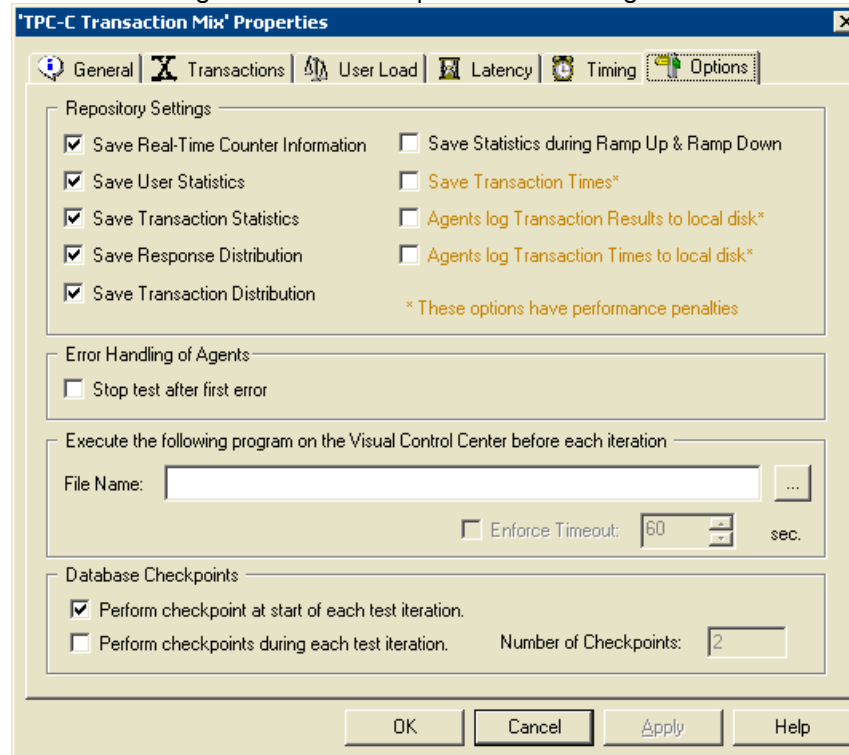 'TPC-C Transaction Mix' Properties
General Transactions User Load Latency Timing Options
Repository Settings
Save Real-Time Counter Information Save Statistics during Ramp Up & Ramp Down
Save User Statistics Save Transaction Times*
Save Transaction Statistics Agents log Transaction Results to local disk*
Save Response Distribution Agents log Transaction Times to local disk*
Save Transaction Distribution
* These options have performance penalties
Error Handling of Agents
Stop test after first error
Execute the following program on the Visual Control Center before each iteration
File Name: ...
Enforce Timeout: 60 sec.
Database Checkpoints
Perform checkpoint at start of each test iteration.
Perform checkpoints during each test iteration. Number of Checkpoints: 2
OK Cancel Apply Help